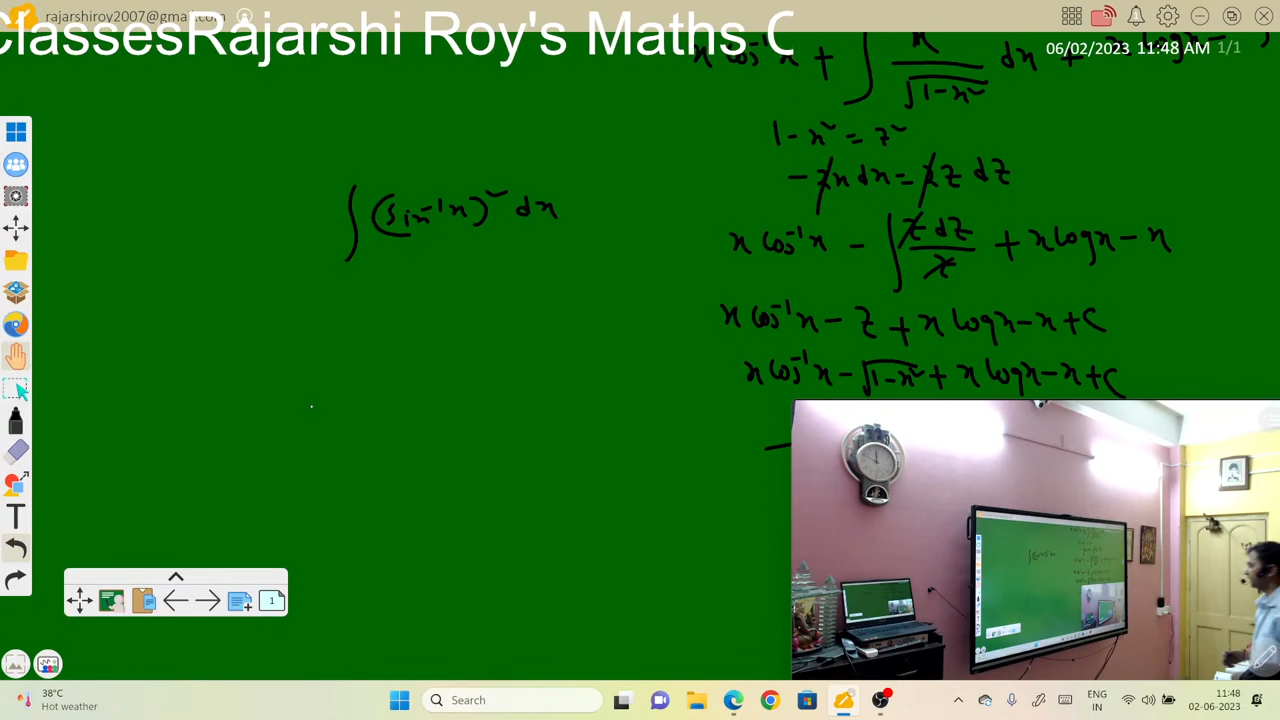 rajarshiroy2007@gmail.com
ClassesRajarshi Roy's Maths C
06/02/2023 11:48 AM 1/1
x cos⁻¹x + ∫ x/√(1-x²) dx +
1-x² = z²
-2x dx = 2z dz
∫ (sin⁻¹x)² dx
x cos⁻¹x - ∫ z dz/z + x log x - x
x cos⁻¹x - z + x log x - x + C
x cos⁻¹x - √(1-x²) + x log x - x + C
T
1
38°C
Hot weather
Search
ENG
IN
11:48
02-06-2023